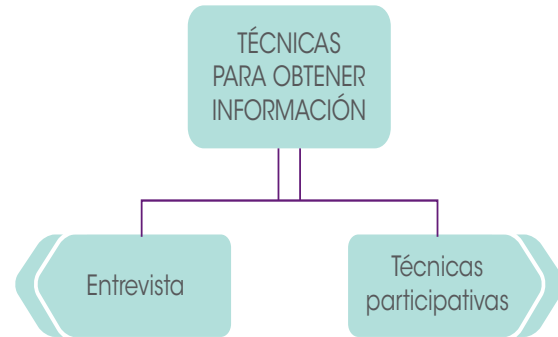 TÉCNICAS
PARA OBTENER
INFORMACIÓN
Entrevista
Técnicas
participativas